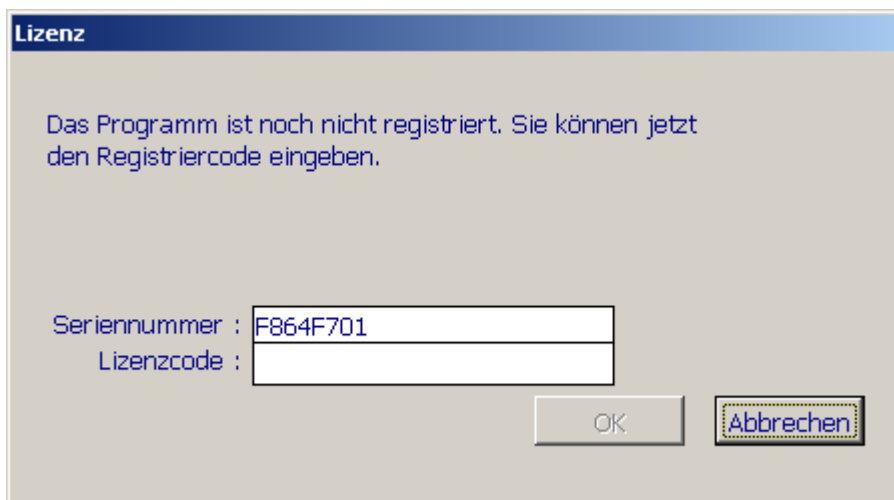 Lizenz
Das Programm ist noch nicht registriert. Sie können jetzt
den Registriercode eingeben.
Seriennummer : F864F701
Lizenzcode :
OK Abbrechen